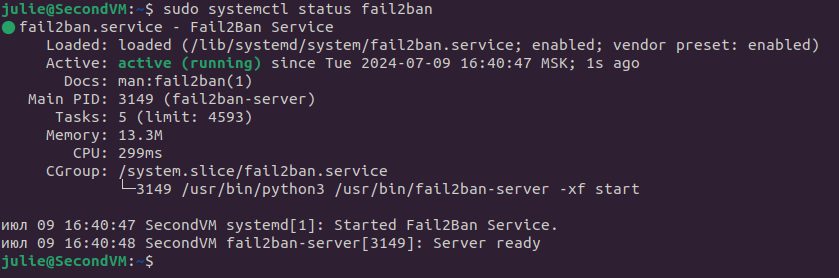 julie@SecondVM:~$ sudo systemctl status fail2ban
● fail2ban.service - Fail2Ban Service
     Loaded: loaded (/lib/systemd/system/fail2ban.service; enabled; vendor preset: enabled)
     Active: active (running) since Tue 2024-07-09 16:40:47 MSK; 1s ago
       Docs: man:fail2ban(1)
   Main PID: 3149 (fail2ban-server)
      Tasks: 5 (limit: 4593)
     Memory: 13.3M
        CPU: 299ms
     CGroup: /system.slice/fail2ban.service
             └─3149 /usr/bin/python3 /usr/bin/fail2ban-server -xf start

июл 09 16:40:47 SecondVM systemd[1]: Started Fail2Ban Service.
июл 09 16:40:48 SecondVM fail2ban-server[3149]: Server ready
julie@SecondVM:~$